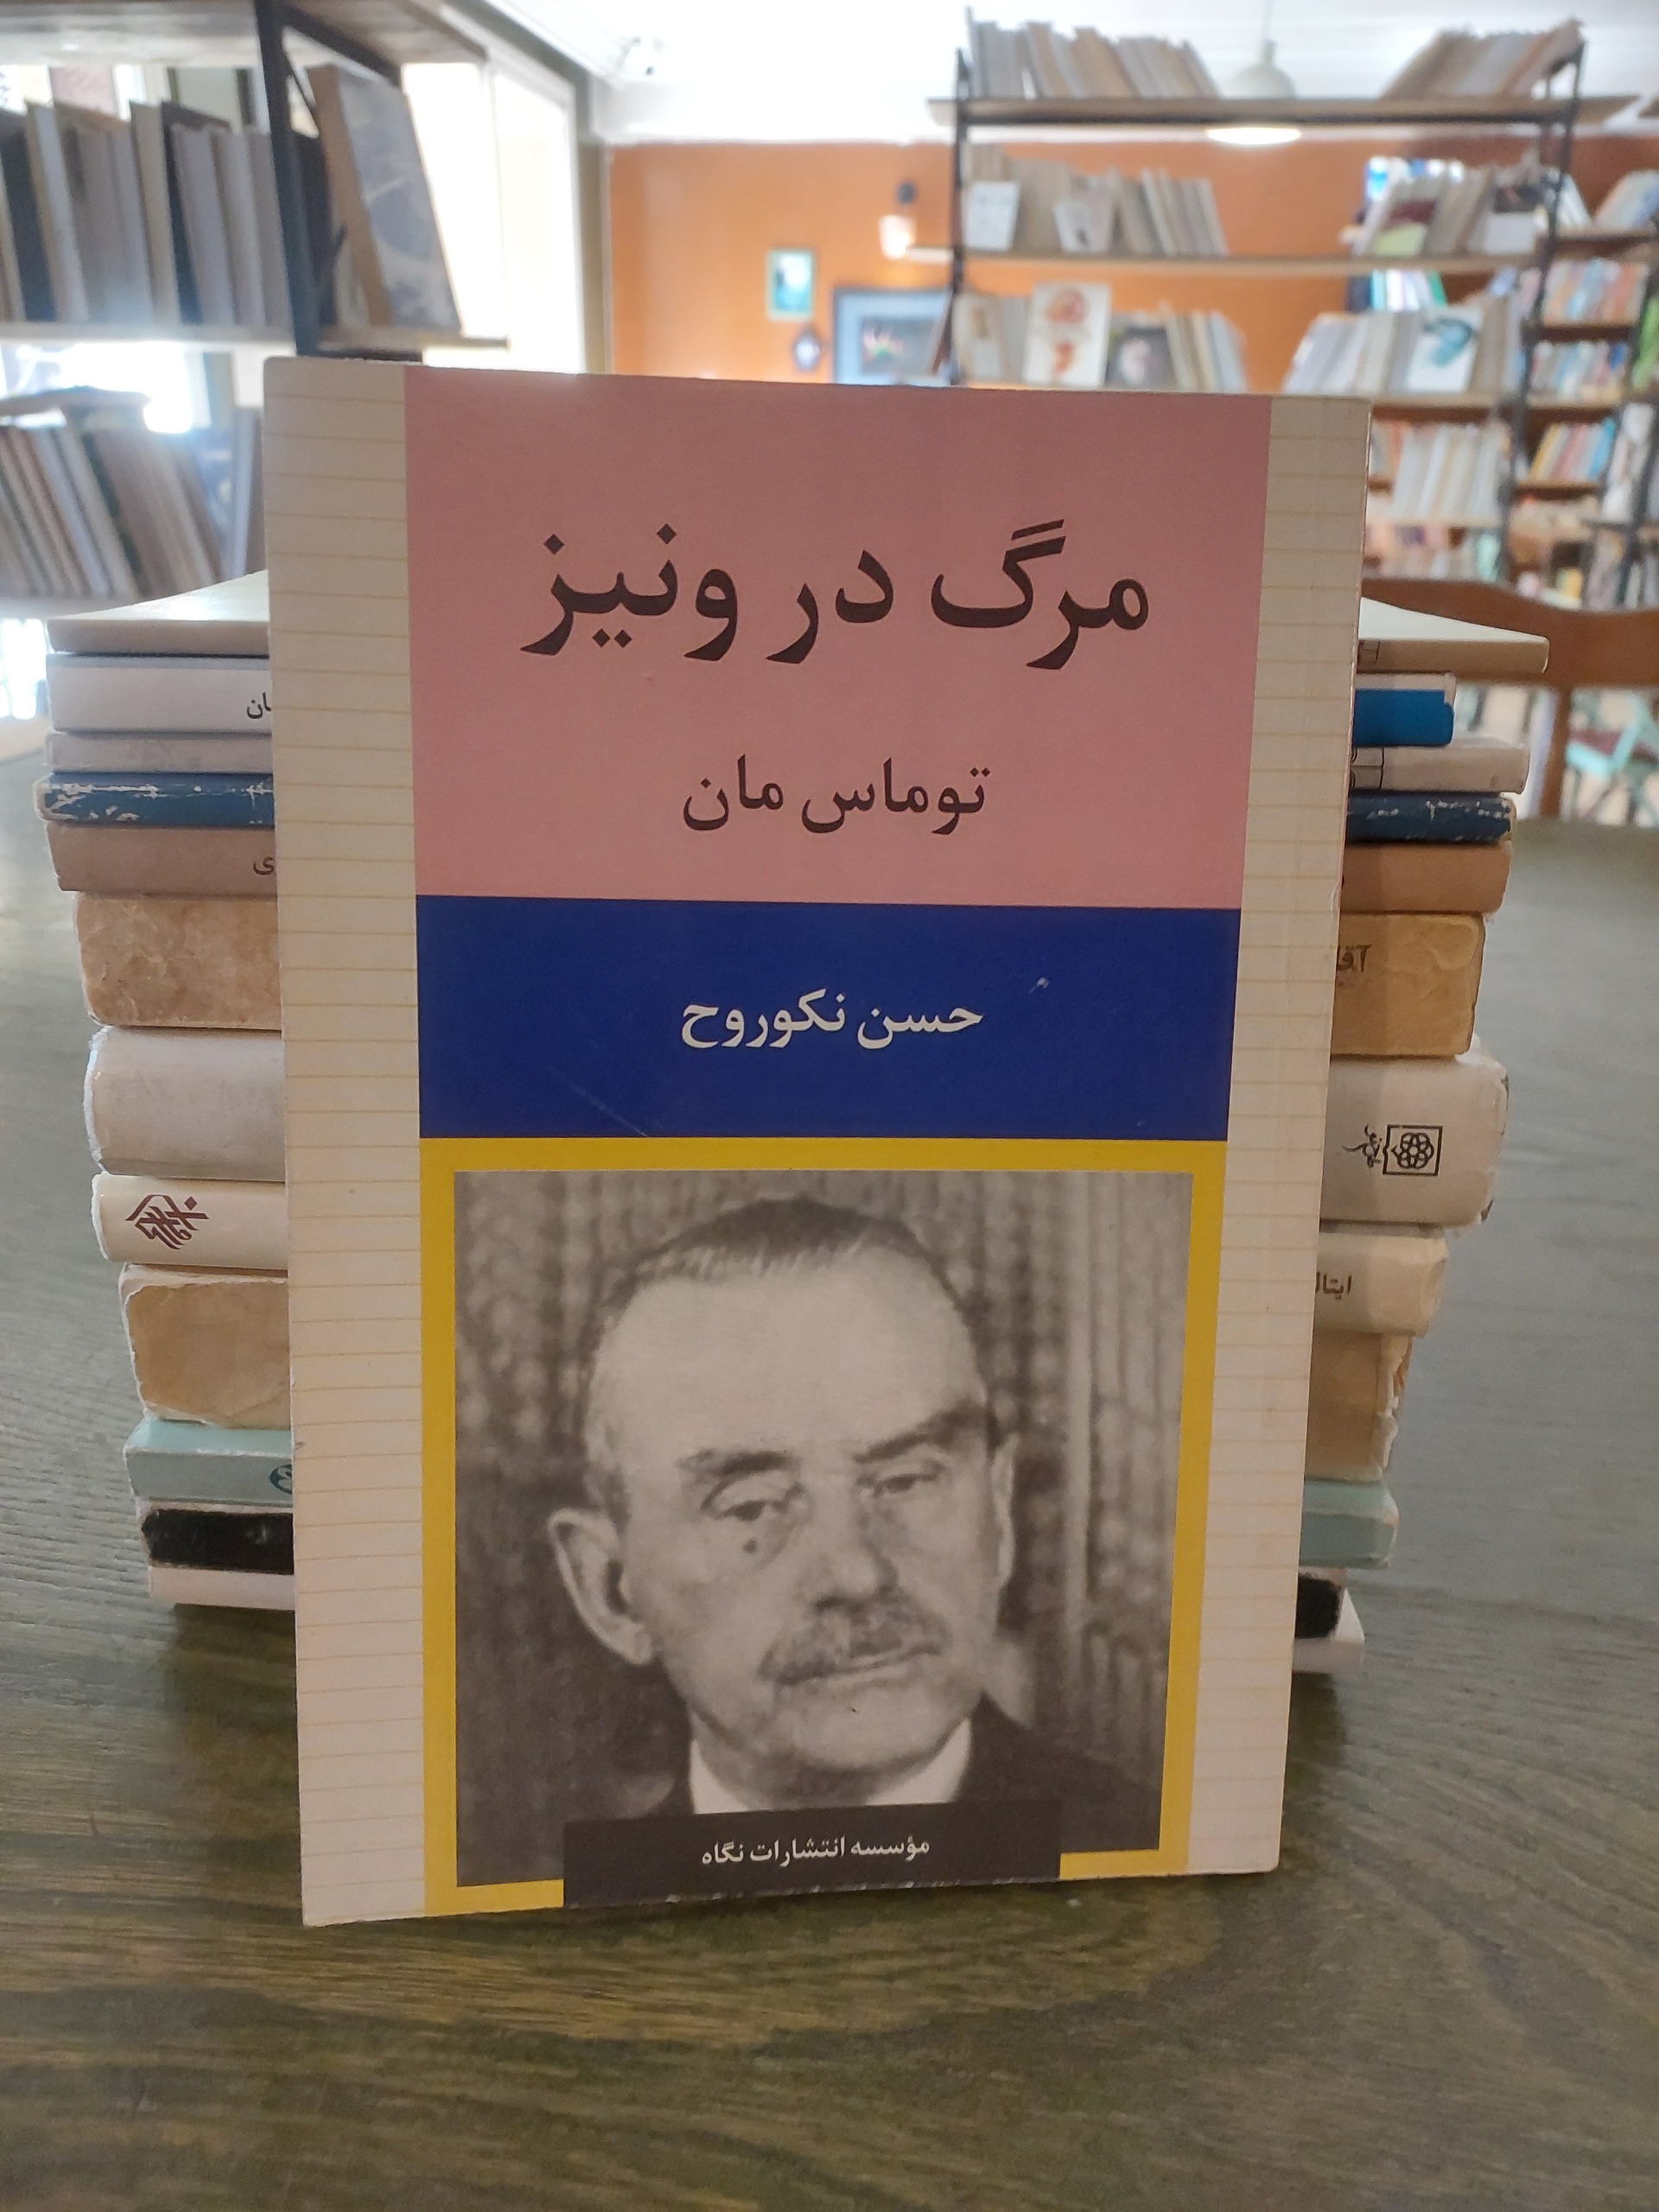 مرگ در ونیز
توماس مان
حسن نکوروح
مؤسسه انتشارات نگاه